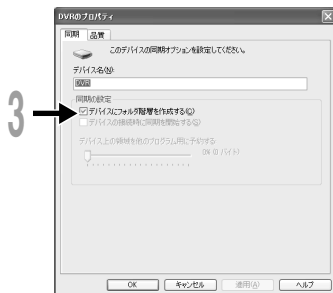 DVRのプロパティ
同期 品質
このデバイスの同期オプションを設定してください。
デバイス名(N):
DVR
同期の設定
デバイスにフォルダ階層を作成する(C)
デバイスの接続時に同期を開始する(S)
デバイス上の領域を他のプログラム用に予約する
0% (0 バイト)
3
OK キャンセル 適用(A) ヘルプ